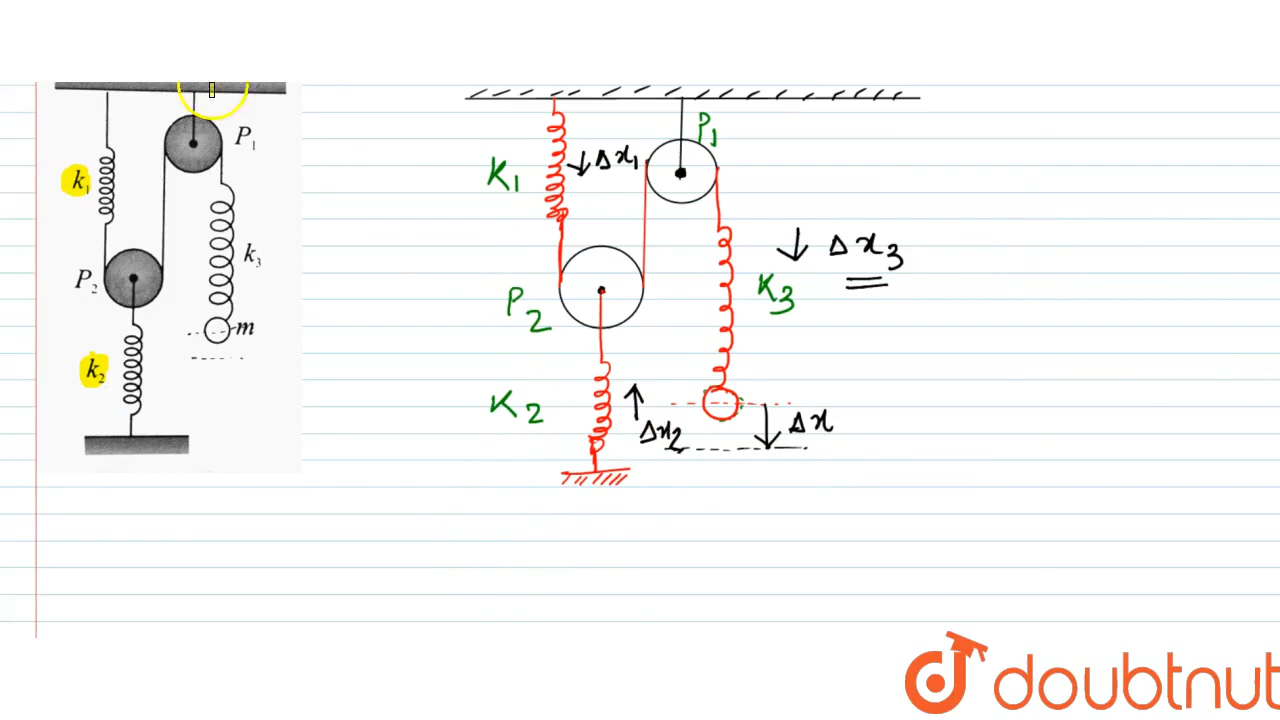 P₁
k₁
k₃
P₂
m
k₂
P₁
K₁
↓ Δx₁
↓ Δx₃
K₃
P₂
K₂
↑ Δx₂
↓ Δx
doubtnut